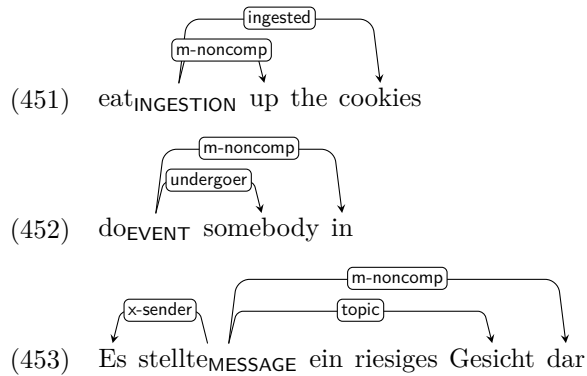 ingested
m-noncomp
(451) eatINGESTION up the cookies
m-noncomp
undergoer
(452) doEVENT somebody in
m-noncomp
x-sender topic
(453) Es stellteMESSAGE ein riesiges Gesicht dar